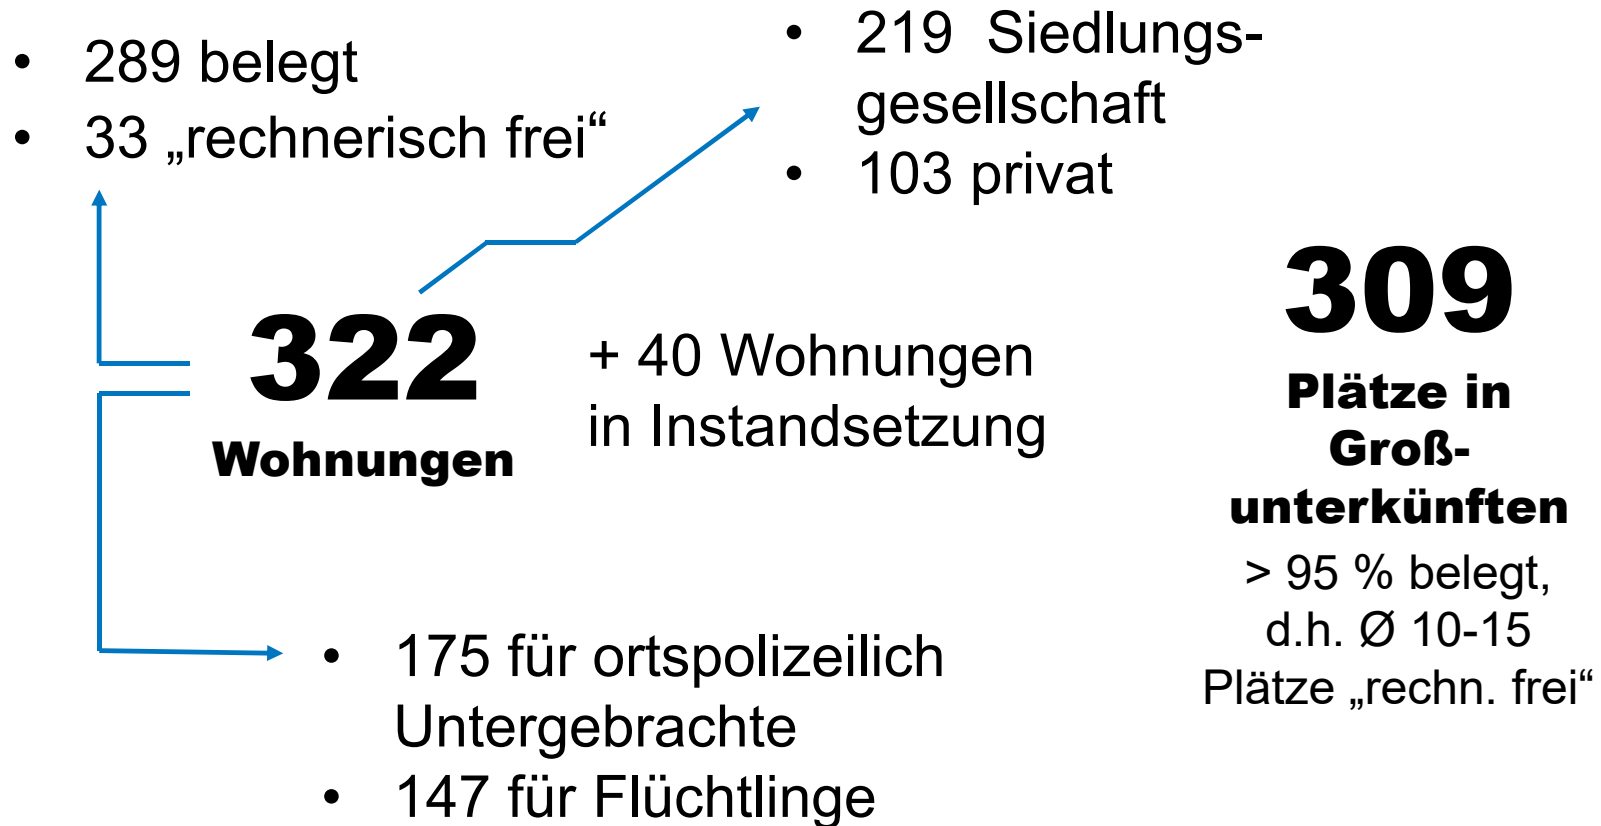 • 289 belegt
• 33 „rechnerisch frei“
• 219 Siedlungs-
gesellschaft
• 103 privat
322
Wohnungen
+ 40 Wohnungen
in Instandsetzung
309
Plätze in
Groß-
unterkünften
> 95 % belegt,
d.h. Ø 10-15
Plätze „rechn. frei“
• 175 für ortspolizeilich
Untergebrachte
• 147 für Flüchtlinge